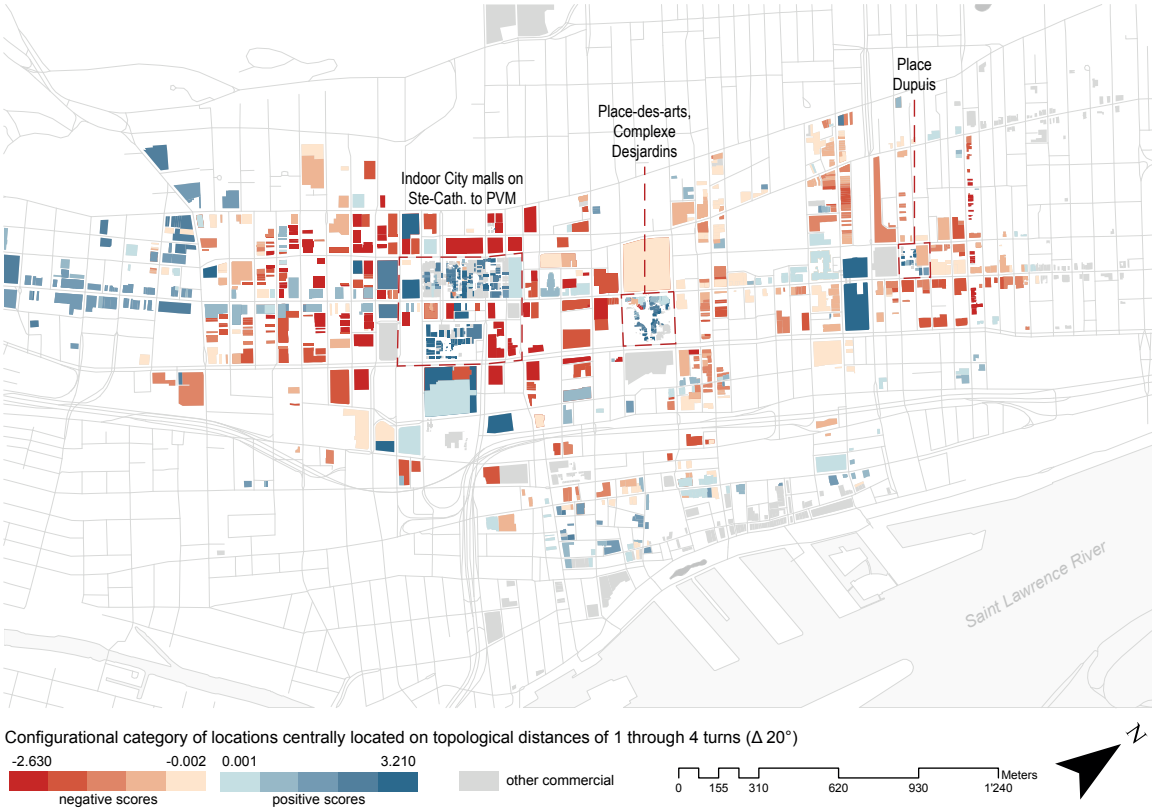 Place
Dupuis
Place-des-arts,
Complexe
Desjardins
Indoor City malls on
Ste-Cath. to PVM
Saint Lawrence River
Configurational category of locations centrally located on topological distances of 1 through 4 turns (Δ 20°)
-2.630 -0.002 0.001 3.210
negative scores positive scores
other commercial
Meters
0 155 310 620 930 1'240
N